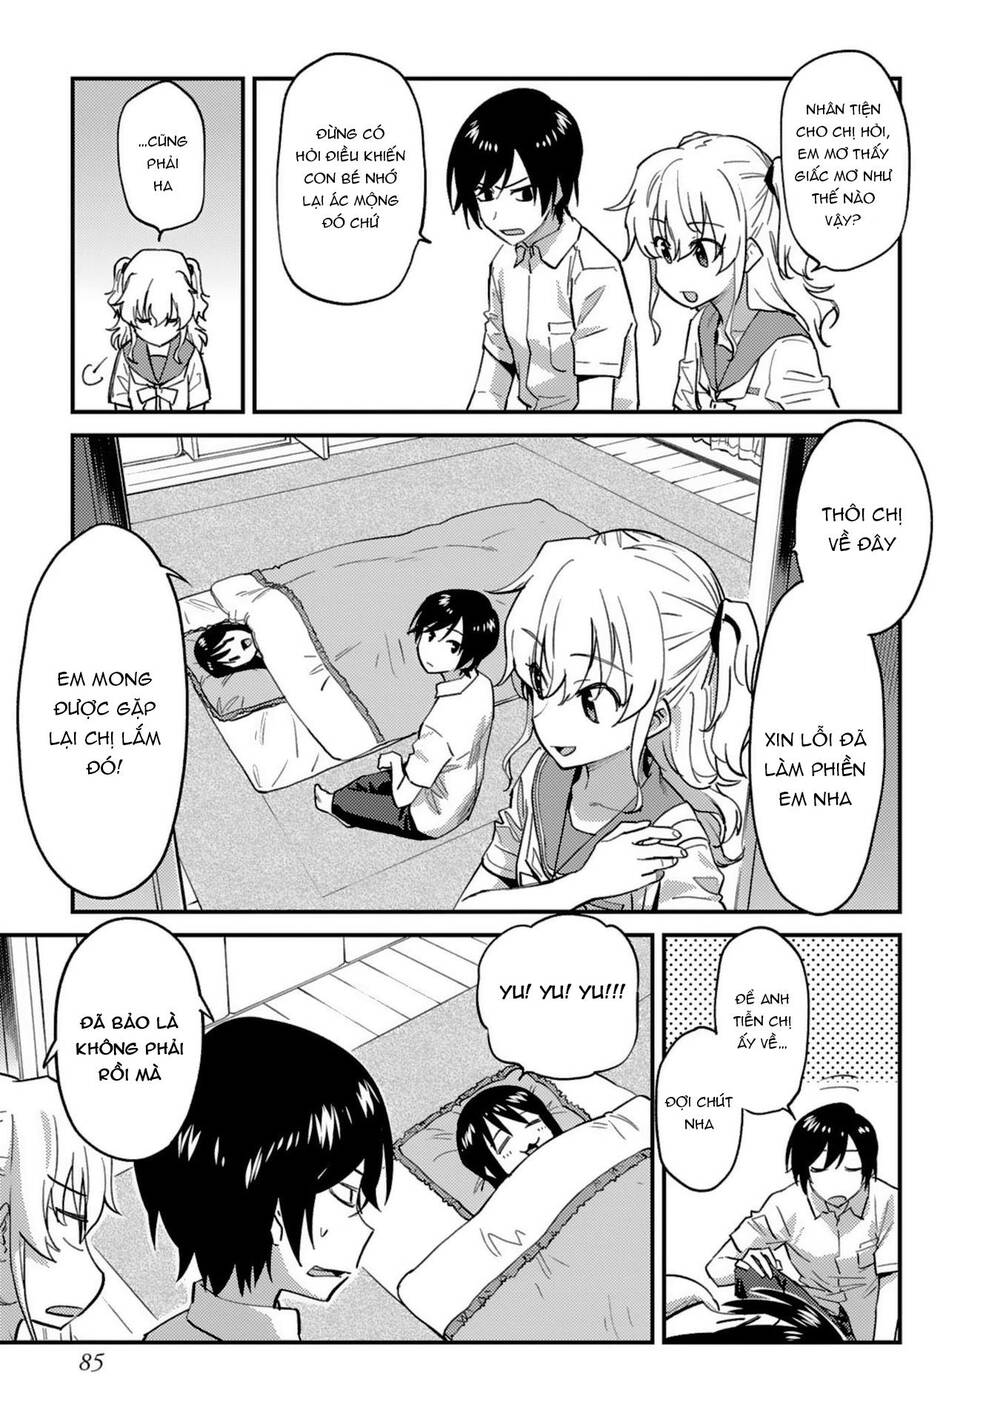 NHÂN TIỆN
CHO CHỊ HỎI,
EM MƠ THẤY
GIẤC MƠ NHƯ
THẾ NÀO
VẬY?
ĐỪNG CÓ
HỎI ĐIỀU KHIẾN
CON BÉ NHỚ
LẠI ÁC MỘNG
ĐÓ CHỨ
...CŨNG
PHẢI
HA
THÔI CHỊ
VỀ ĐÂY
XIN LỖI ĐÃ
LÀM PHIỀN
EM NHA
EM MONG
ĐƯỢC GẶP
LẠI CHỊ LẮM
ĐÓ!
ĐỂ ANH
TIỄN CHỊ
ẤY VỀ...
ĐỢI CHÚT
NHA
YU! YU! YU!!!
ĐÃ BẢO LÀ
KHÔNG PHẢI
RỒI MÀ
85